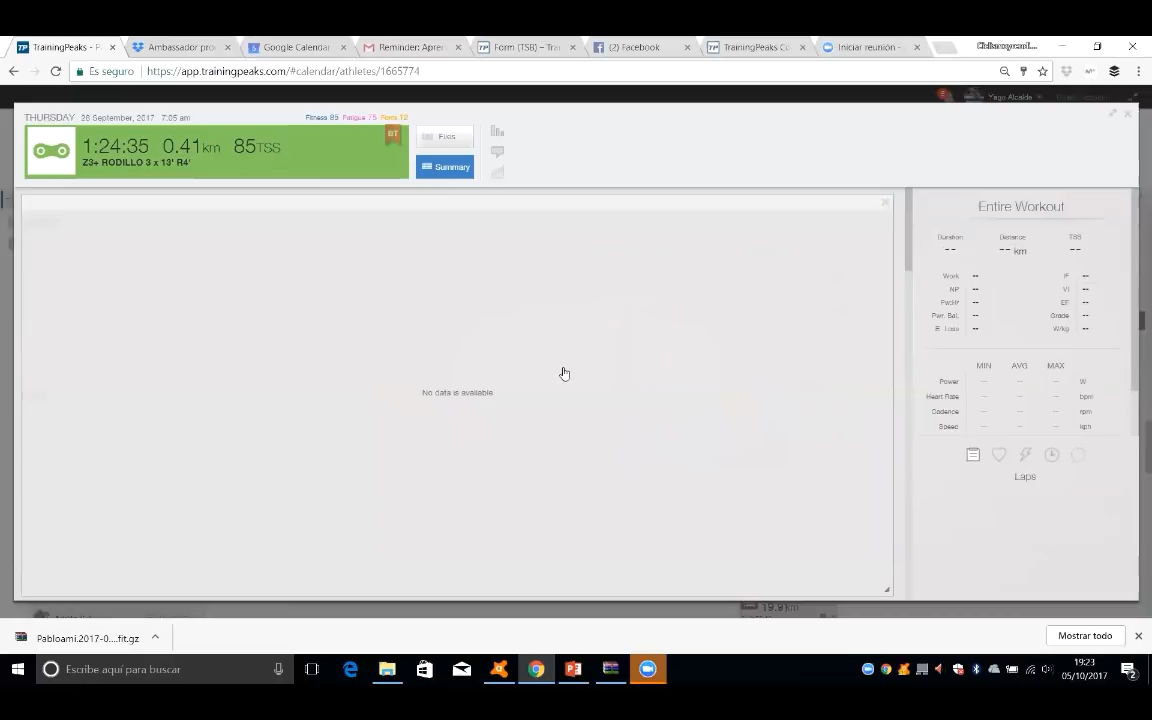 TrainingPeaks - P
Ambassador pro
Google Calendar
Reminder: Apren
Form (TSB) – Trai
(2) Facebook
TrainingPeaks Co
Iniciar reunión –
Es seguro
https://app.trainingpeaks.com/#calendar/athletes/1665774
Yago Alcalde
THURSDAY 28 September, 2017 7:05 am
Fitness 85 Fatigue 75 Form 12
1:24:35 0.41km 85TSS
Z3+ RODILLO 3 x 13' R4'
BT
Files
Summary
No data is available
Entire Workout
Duration Distance TSS
-- -- km --
Work -- IF --
NP -- VI --
Pw:Hr -- EF --
Pwr. Bal. -- Grade --
E. Loss -- W/kg --
MIN AVG MAX
Power -- -- -- W
Heart Rate -- -- -- bpm
Cadence -- -- -- rpm
Speed -- -- -- kph
Laps
19.91km
Pabloami.2017-0....fit.gz
Mostrar todo
Escribe aquí para buscar
19:23
05/10/2017
2